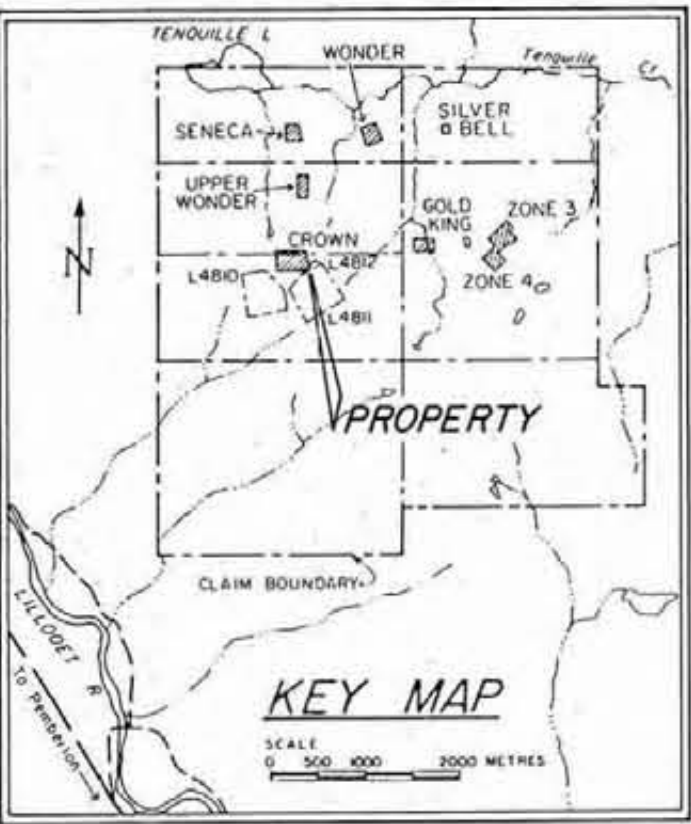 TENQUILLE L
WONDER
Tenquille Cr
SENECA
SILVER
BELL
UPPER
WONDER
GOLD
KING
ZONE 3
N
CROWN
L4812
L4810
ZONE 4
L4811
PROPERTY
CLAIM BOUNDARY
LILLOOET R
To Pemberton
KEY MAP
SCALE
0 500 1000 2000 METRES